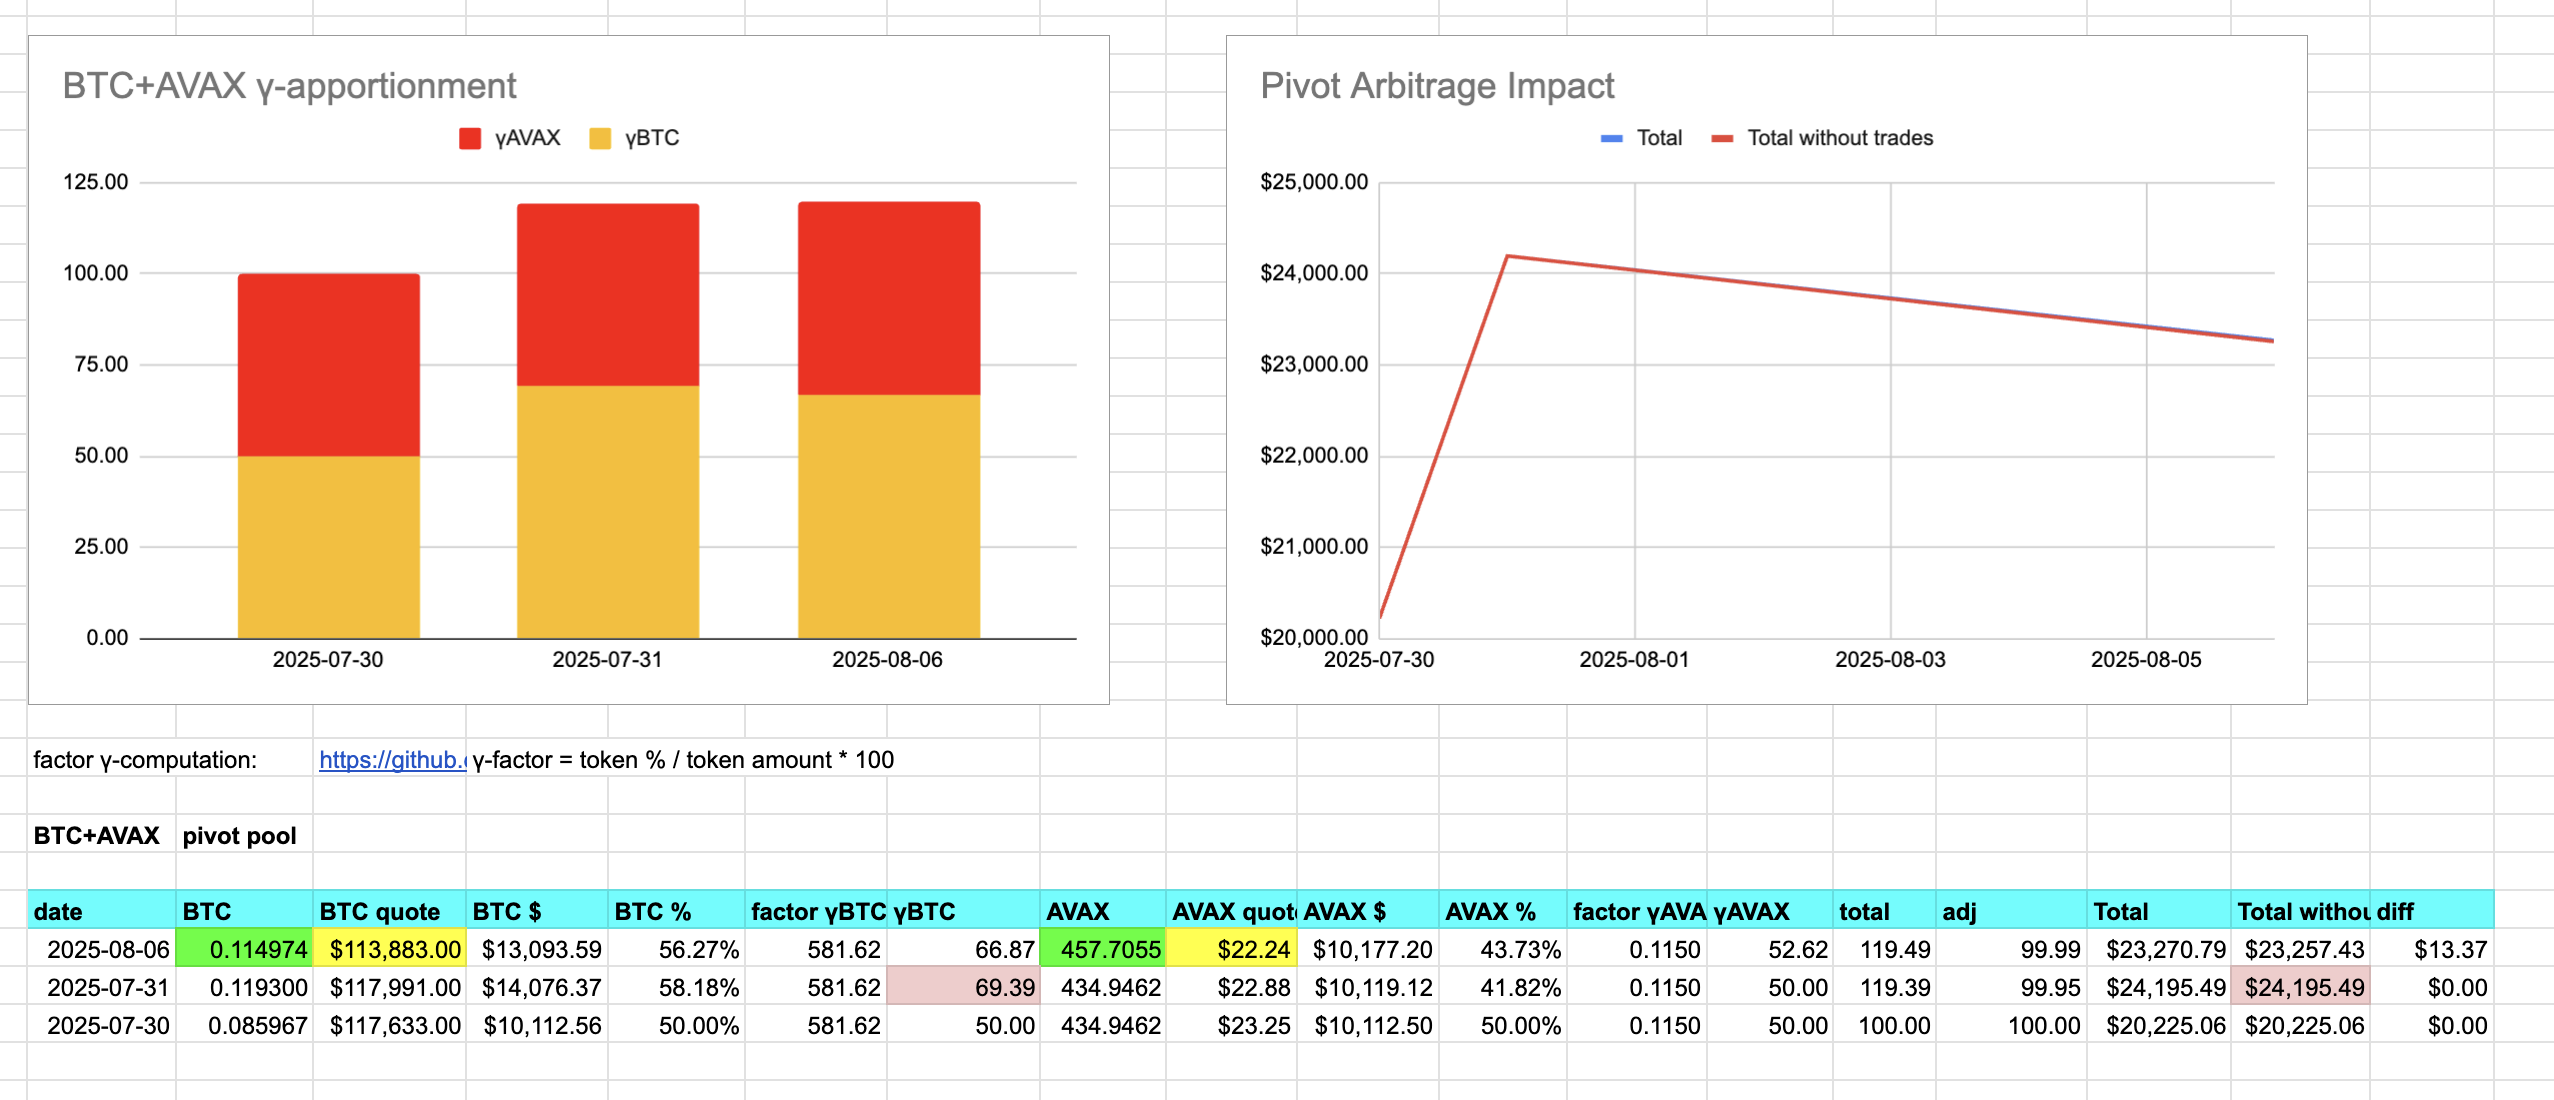 BTC+AVAX γ-apportionment
γAVAX γBTC
125.00
100.00
75.00
50.00
25.00
0.00
2025-07-30 2025-07-31 2025-08-06
Pivot Arbitrage Impact
Total Total without trades
$25,000.00
$24,000.00
$23,000.00
$22,000.00
$21,000.00
$20,000.00
2025-07-30 2025-08-01 2025-08-03 2025-08-05
factor γ-computation: https://github. γ-factor = token % / token amount * 100
BTC+AVAX pivot pool
date BTC BTC quote BTC $ BTC % factor γBTC γBTC AVAX AVAX quot AVAX $ AVAX % factor γAVA γAVAX total adj Total Total withou diff
2025-08-06 0.114974 $113,883.00 $13,093.59 56.27% 581.62 66.87 457.7055 $22.24 $10,177.20 43.73% 0.1150 52.62 119.49 99.99 $23,270.79 $23,257.43 $13.37
2025-07-31 0.119300 $117,991.00 $14,076.37 58.18% 581.62 69.39 434.9462 $22.88 $10,119.12 41.82% 0.1150 50.00 119.39 99.95 $24,195.49 $24,195.49 $0.00
2025-07-30 0.085967 $117,633.00 $10,112.56 50.00% 581.62 50.00 434.9462 $23.25 $10,112.50 50.00% 0.1150 50.00 100.00 100.00 $20,225.06 $20,225.06 $0.00